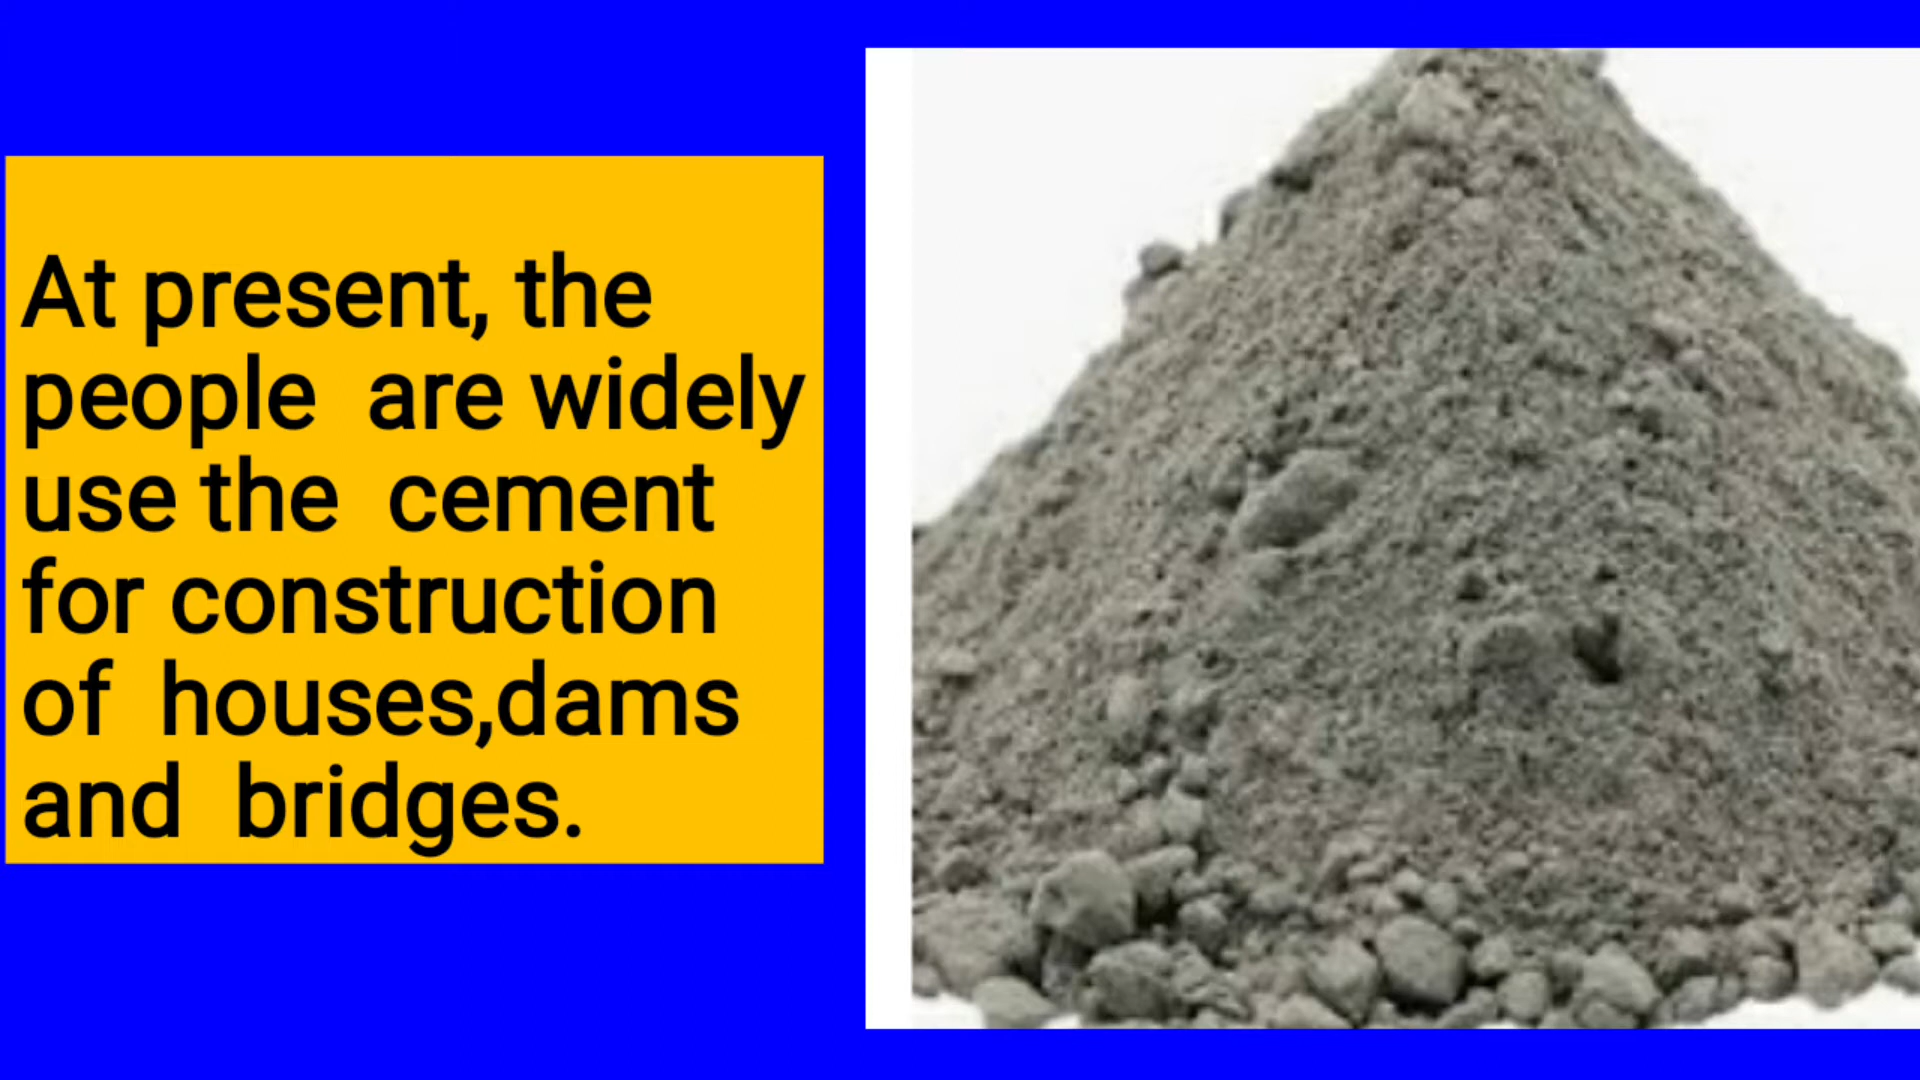 At present, the
people  are widely
use the  cement
for construction
of  houses,dams
and  bridges.